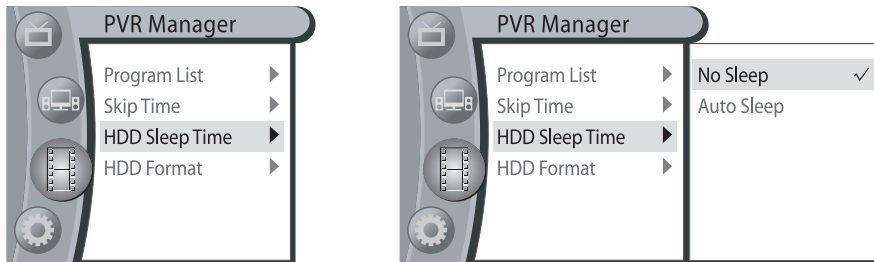 PVR Manager
Program List
Skip Time
HDD Sleep Time
HDD Format
PVR Manager
Program List
Skip Time
HDD Sleep Time
HDD Format
No Sleep
Auto Sleep